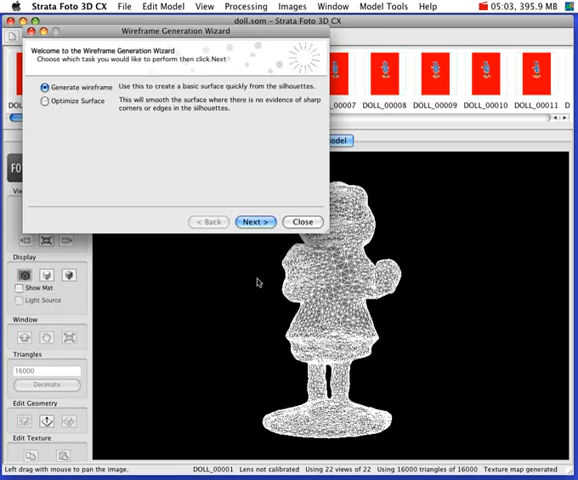 Strata Foto 3D CX File Edit Model View Processing Images Window Model Tools Help 05:03, 395.9 MB
doll.som - Strata Foto 3D CX
Wireframe Generation Wizard
Welcome to the Wireframe Generation Wizard
Choose which task you would like to perform then click Next
Generate wireframe Use this to create a basic surface quickly from the silhouettes.
Optimize Surface This will smooth the surface where there is no evidence of sharp
corners or edges in the silhouettes.
< Back Next > Close
DOLL_00008 DOLL_00009 DOLL_00010 DOLL_00011 D
Display
Show Mat
Light Source
Window
Triangles
16000
Decimate
Edit Geometry
Edit Texture
Left drag with mouse to pan the image. DOLL_00001 Lens not calibrated Using 22 views of 22 Using 16000 triangles of 16000 Texture map generated